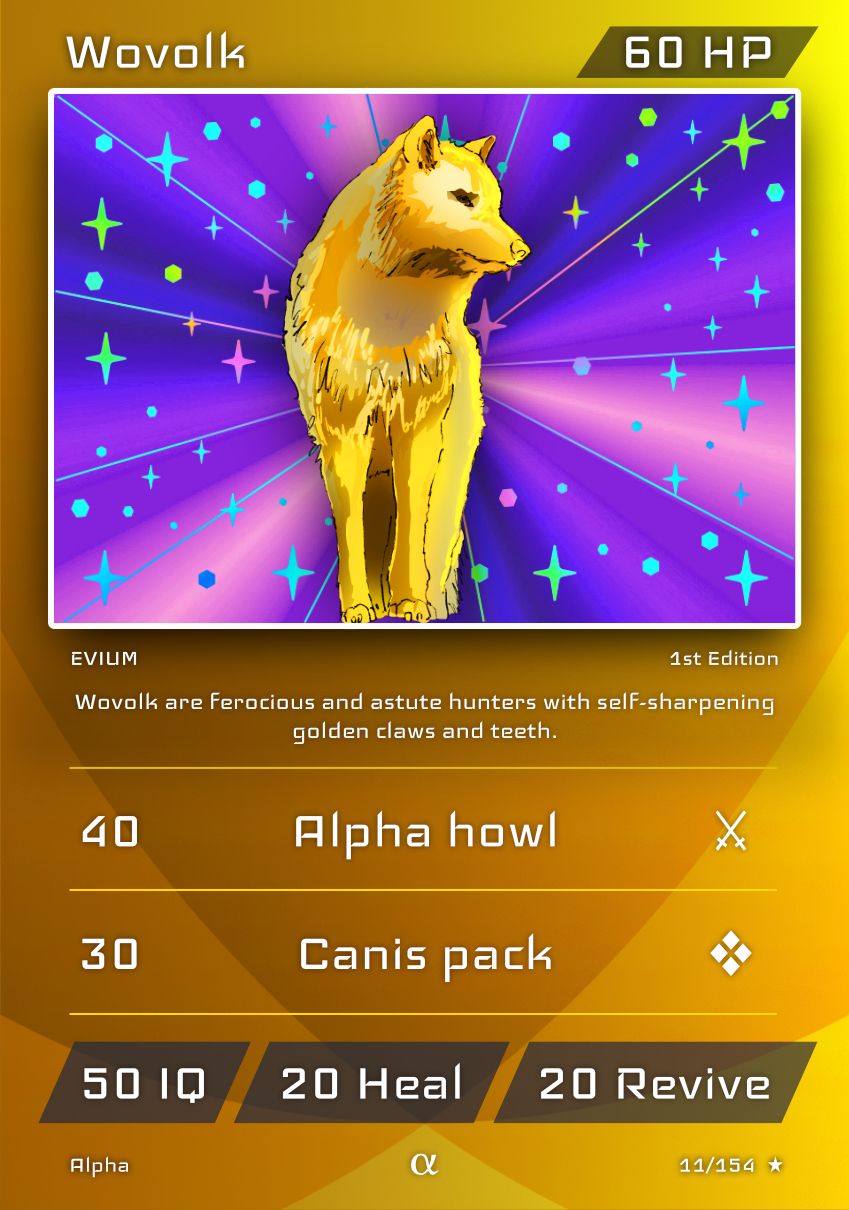 Wovolk
60 HP
EVIUM
1st Edition
Wovolk are ferocious and astute hunters with self-sharpening
golden claws and teeth.
40 Alpha howl
30 Canis pack
50 IQ
20 Heal
20 Revive
Alpha
α
11/154 ★